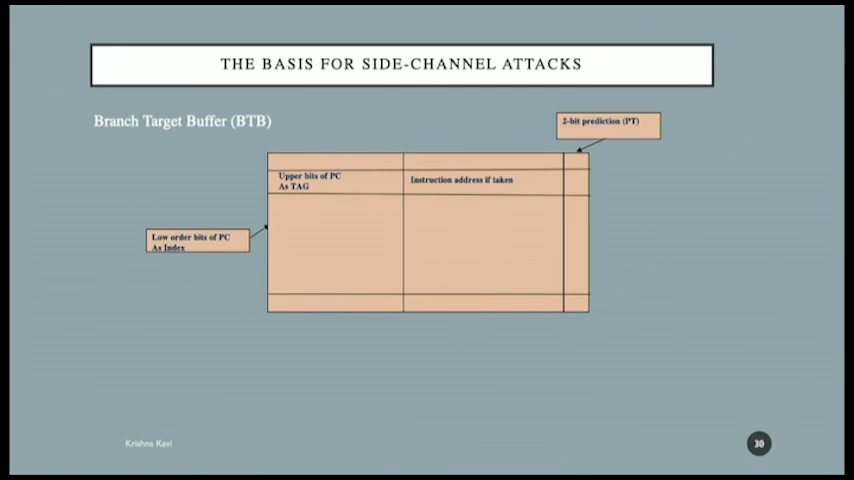 THE BASIS FOR SIDE-CHANNEL ATTACKS
Branch Target Buffer (BTB)
2-bit prediction (PT)
Upper bits of PC
As TAG
Instruction address if taken
Low order bits of PC
As Index
Krishna Kavi
30